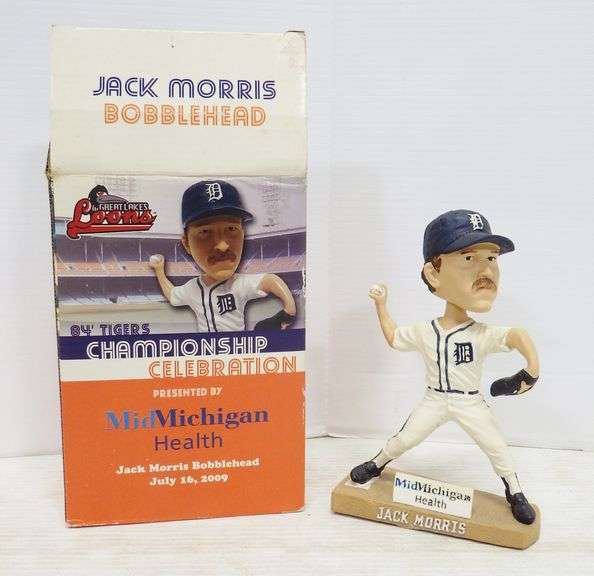 JACK MORRIS
BOBBLEHEAD
GREAT LAKES
Loons
D
84' TIGERS
CHAMPIONSHIP
CELEBRATION
PRESENTED BY
MidMichigan
Health
Jack Morris Bobblehead
July 16, 2009
D
D
D
MidMichigan
Health
JACK MORRIS